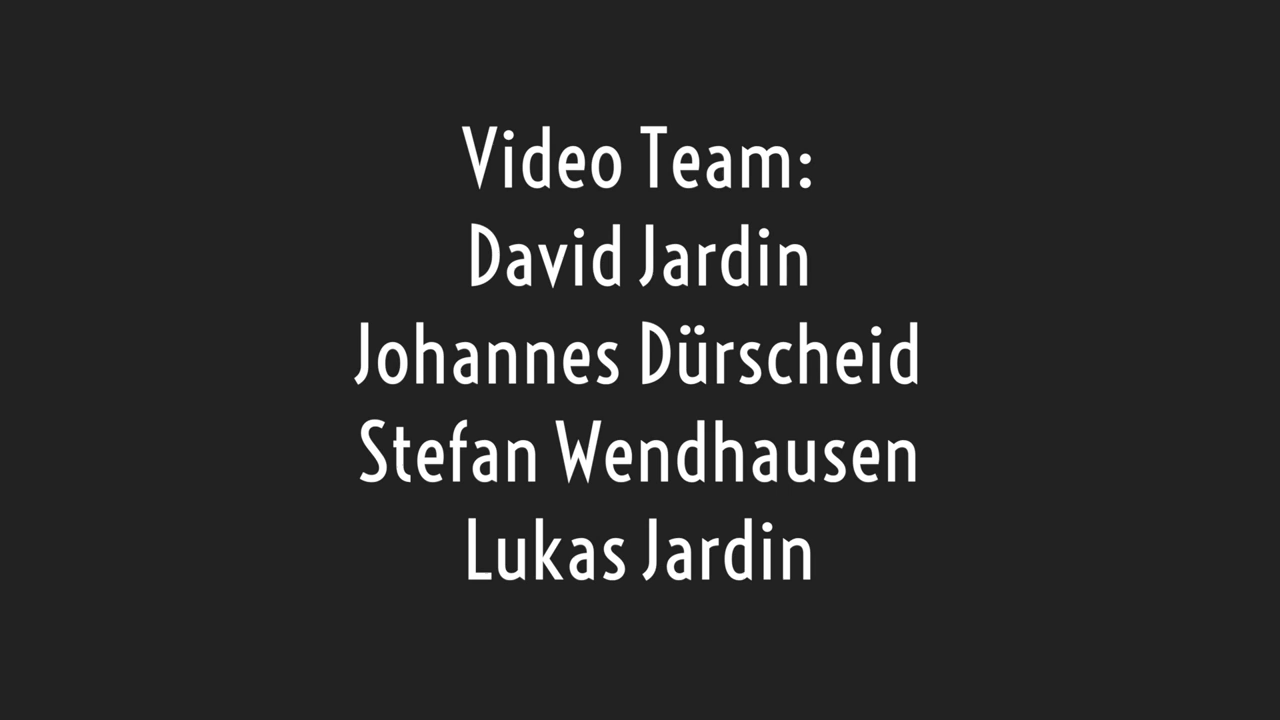 Video Team:
David Jardin
Johannes Dürscheid
Stefan Wendhausen
Lukas Jardin